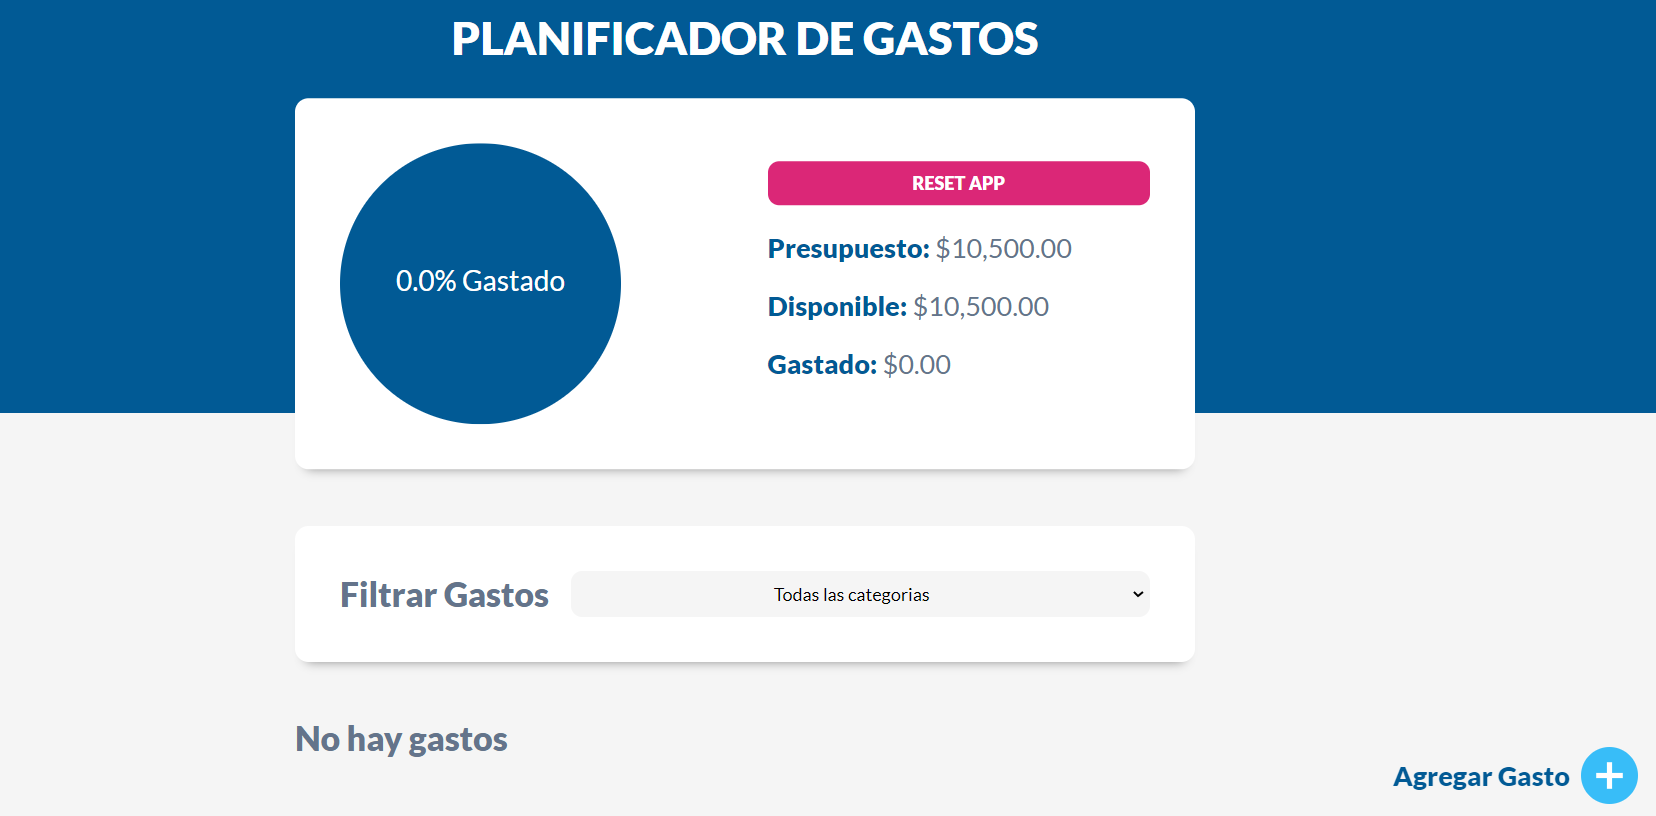 PLANIFICADOR DE GASTOS
0.0% Gastado
RESET APP
Presupuesto: $10,500.00
Disponible: $10,500.00
Gastado: $0.00
Filtrar Gastos
Todas las categorias
No hay gastos
Agregar Gasto